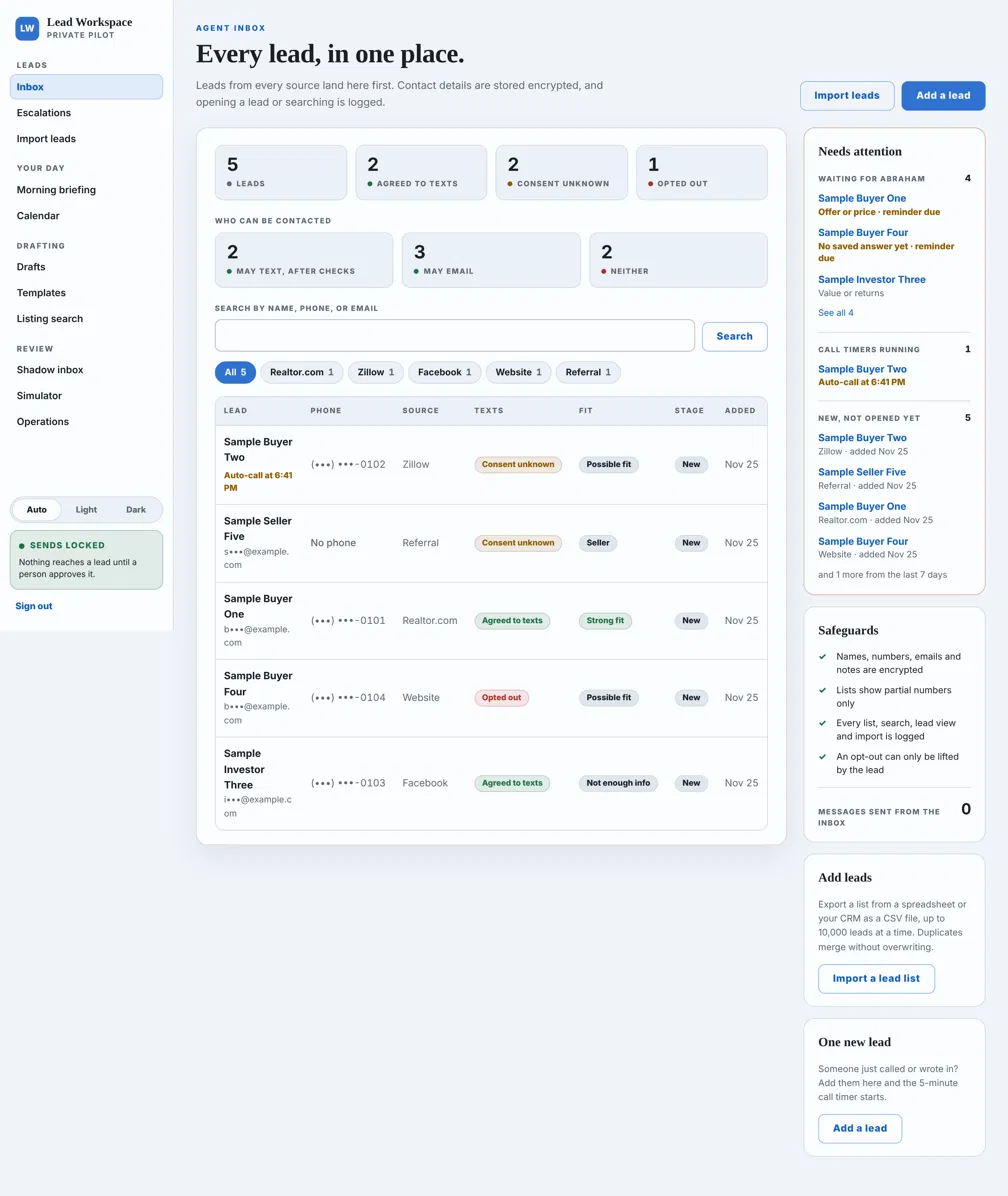 LW
Lead Workspace
PRIVATE PILOT
LEADS
Inbox
Escalations
Import leads
YOUR DAY
Morning briefing
Calendar
DRAFTING
Drafts
Templates
Listing search
REVIEW
Shadow inbox
Simulator
Operations
Auto Light Dark
SENDS LOCKED
Nothing reaches a lead until a
person approves it.
Sign out
AGENT INBOX
Every lead, in one place.
Leads from every source land here first. Contact details are stored encrypted, and
opening a lead or searching is logged.
Import leads
Add a lead
5
LEADS
2
AGREED TO TEXTS
2
CONSENT UNKNOWN
1
OPTED OUT
WHO CAN BE CONTACTED
2
MAY TEXT, AFTER CHECKS
3
MAY EMAIL
2
NEITHER
SEARCH BY NAME, PHONE, OR EMAIL
Search
All 5
Realtor.com 1
Zillow 1
Facebook 1
Website 1
Referral 1
LEAD PHONE SOURCE TEXTS FIT STAGE ADDED
Sample Buyer
Two
Auto-call at 6:41
PM
(•••) •••-0102
Zillow
Consent unknown
Possible fit
New
Nov 25
Sample Seller
Five
s•••@example.
com
No phone
Referral
Consent unknown
Seller
New
Nov 25
Sample Buyer
One
b•••@example.
com
(•••) •••-0101
Realtor.com
Agreed to texts
Strong fit
New
Nov 25
Sample Buyer
Four
b•••@example.
com
(•••) •••-0104
Website
Opted out
Possible fit
New
Nov 25
Sample
Investor
Three
i•••@example.c
om
(•••) •••-0103
Facebook
Agreed to texts
Not enough info
New
Nov 25
Needs attention
WAITING FOR ABRAHAM 4
Sample Buyer One
Offer or price · reminder due
Sample Buyer Four
No saved answer yet · reminder
due
Sample Investor Three
Value or returns
See all 4
CALL TIMERS RUNNING 1
Sample Buyer Two
Auto-call at 6:41 PM
NEW, NOT OPENED YET 5
Sample Buyer Two
Zillow · added Nov 25
Sample Seller Five
Referral · added Nov 25
Sample Buyer One
Realtor.com · added Nov 25
Sample Buyer Four
Website · added Nov 25
and 1 more from the last 7 days
Safeguards
✓ Names, numbers, emails and
notes are encrypted
✓ Lists show partial numbers
only
✓ Every list, search, lead view
and import is logged
✓ An opt-out can only be lifted
by the lead
MESSAGES SENT FROM THE
INBOX
0
Add leads
Export a list from a spreadsheet or
your CRM as a CSV file, up to
10,000 leads at a time. Duplicates
merge without overwriting.
Import a lead list
One new lead
Someone just called or wrote in?
Add them here and the 5-minute
call timer starts.
Add a lead